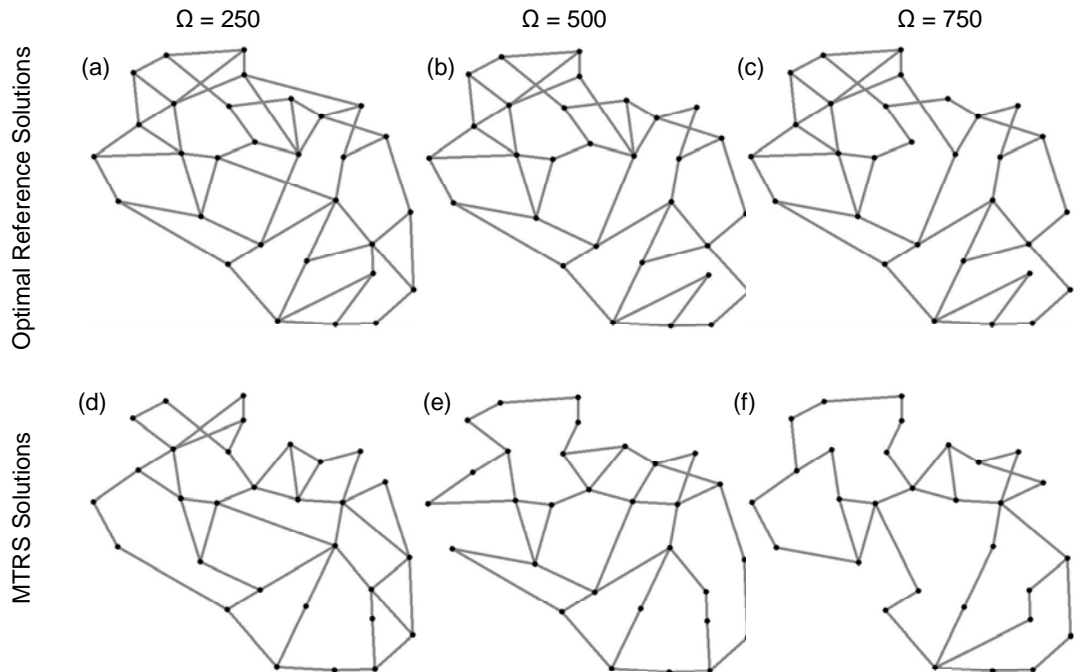 Ω = 250
Ω = 500
Ω = 750
Optimal Reference Solutions
(a)
(b)
(c)
MTRS Solutions
(d)
(e)
(f)